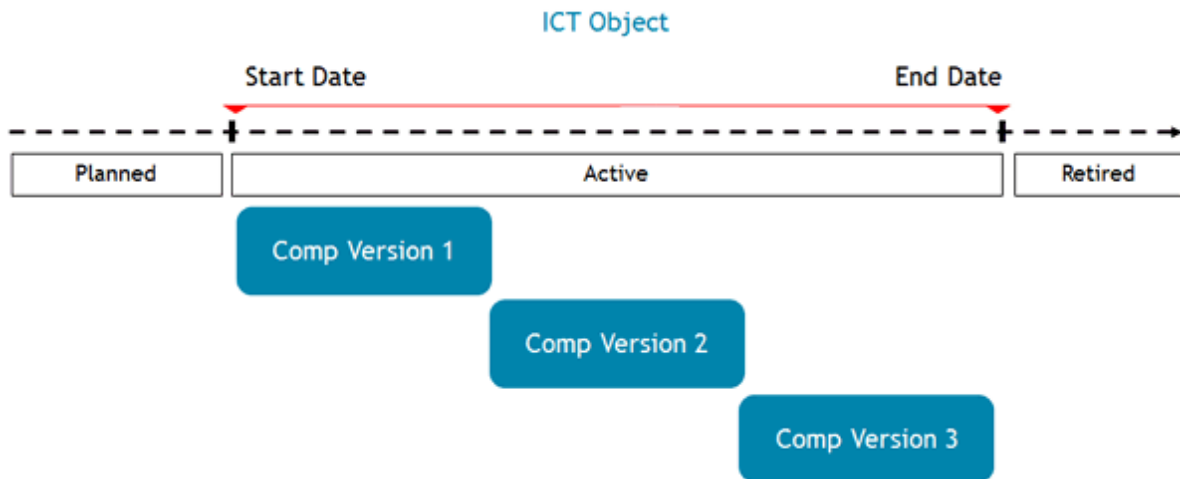 ICT Object
Start Date End Date
Planned Active Retired
Comp Version 1
Comp Version 2
Comp Version 3